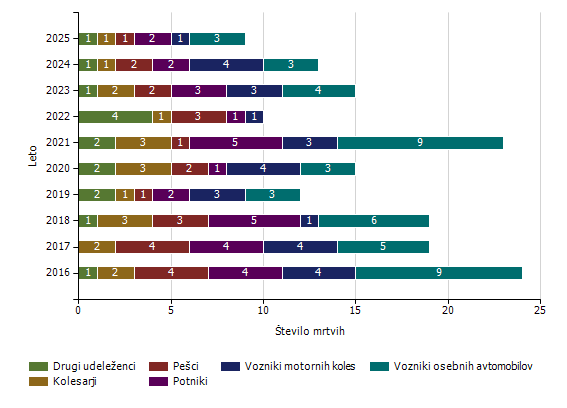 2025 1 1 1 2 1 3
2024 1 1 2 2 4 3
2023 1 2 2 3 3 4
2022 4 1 3 1 1
2021 2 3 1 5 3 9
2020 2 3 2 1 4 3
2019 2 1 1 2 3 3
2018 1 3 3 5 1 6
2017 2 4 4 4 5
2016 1 2 4 4 4 9
Leto
0 5 10 15 20 25
Število mrtvih
Drugi udeleženci Pešci Vozniki motornih koles Vozniki osebnih avtomobilov
Kolesarji Potniki